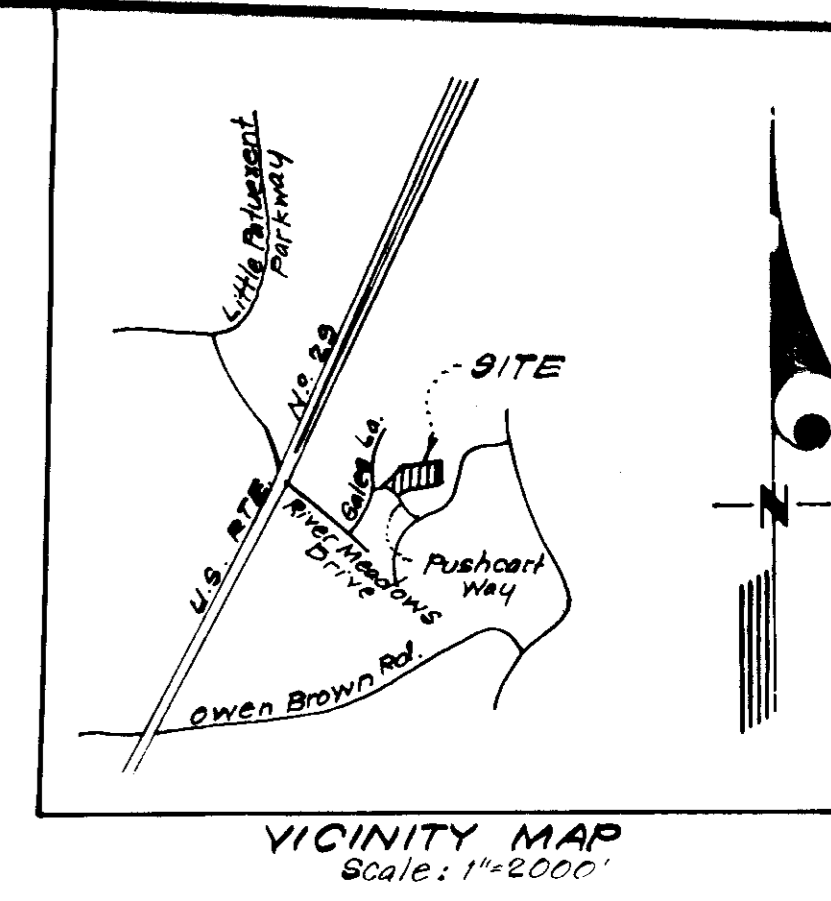 Little Patuexent
Parkway
U.S. RTE. No. 29
SITE
Gales La.
River Meadows
Drive
Pushcart
Way
Owen Brown Rd.
N
VICINITY MAP
Scale: 1"=2000'